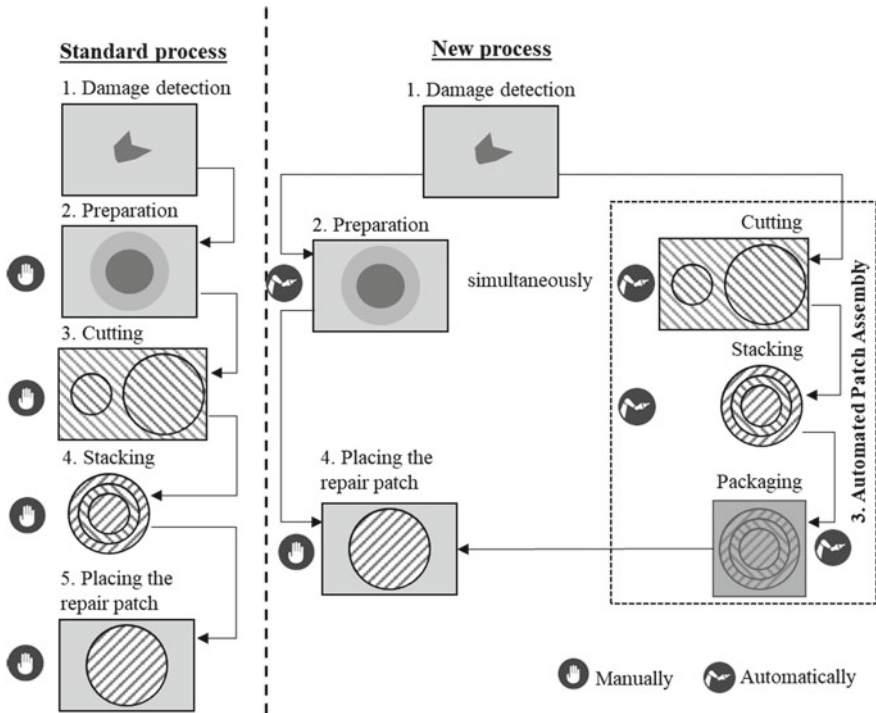 Standard process
1. Damage detection
2. Preparation
3. Cutting
4. Stacking
5. Placing the
repair patch
New process
1. Damage detection
2. Preparation
simultaneously
Cutting
Stacking
Packaging
3. Automated Patch Assembly
4. Placing the
repair patch
Manually
Automatically